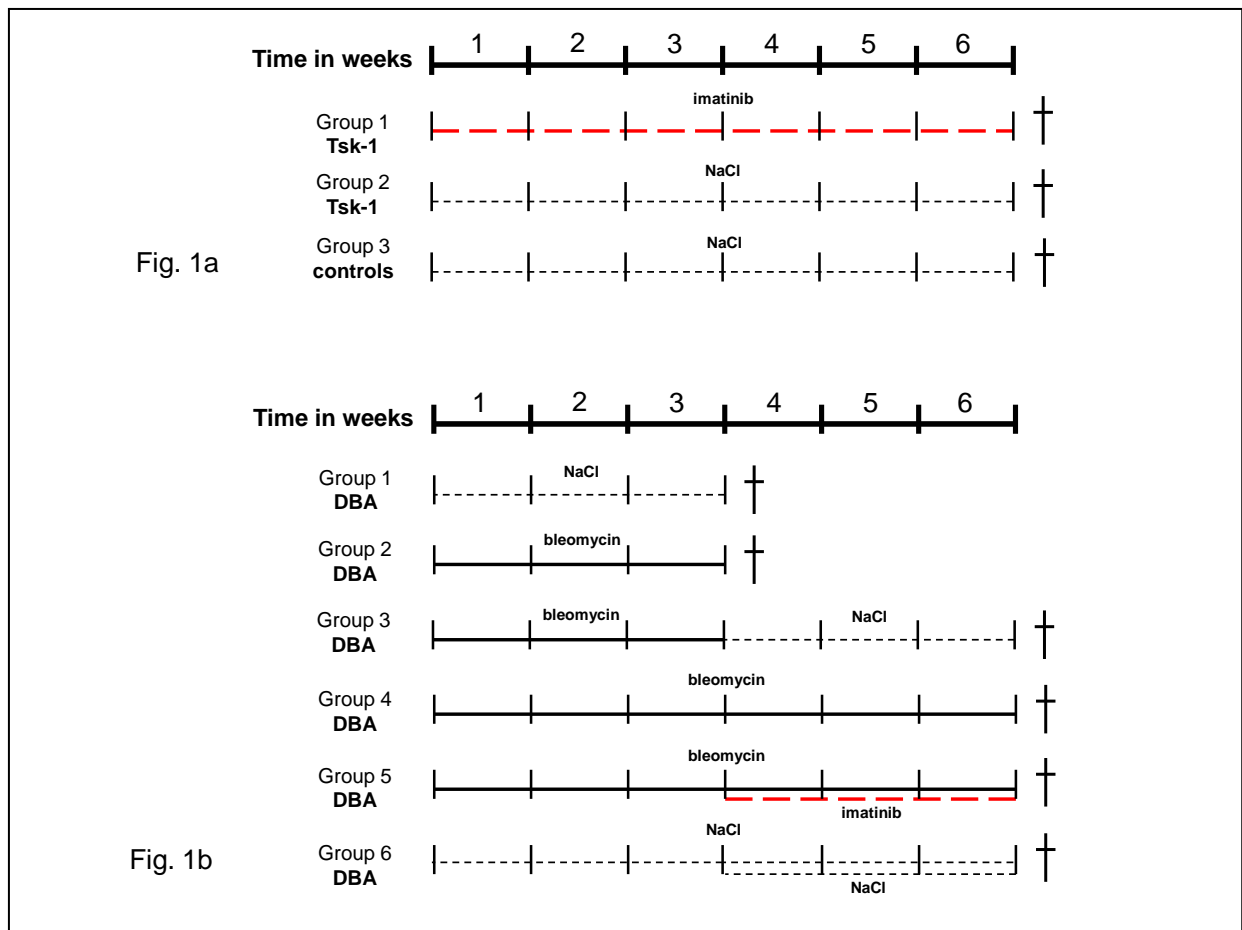 1 2 3 4 5 6
Time in weeks
imatinib
Group 1
Tsk-1
NaCl
Group 2
Tsk-1
NaCl
Group 3
controls
Fig. 1a
1 2 3 4 5 6
Time in weeks
NaCl
Group 1
DBA
bleomycin
Group 2
DBA
bleomycin NaCl
Group 3
DBA
bleomycin
Group 4
DBA
bleomycin
Group 5
DBA
imatinib
NaCl
Group 6
DBA
NaCl
Fig. 1b